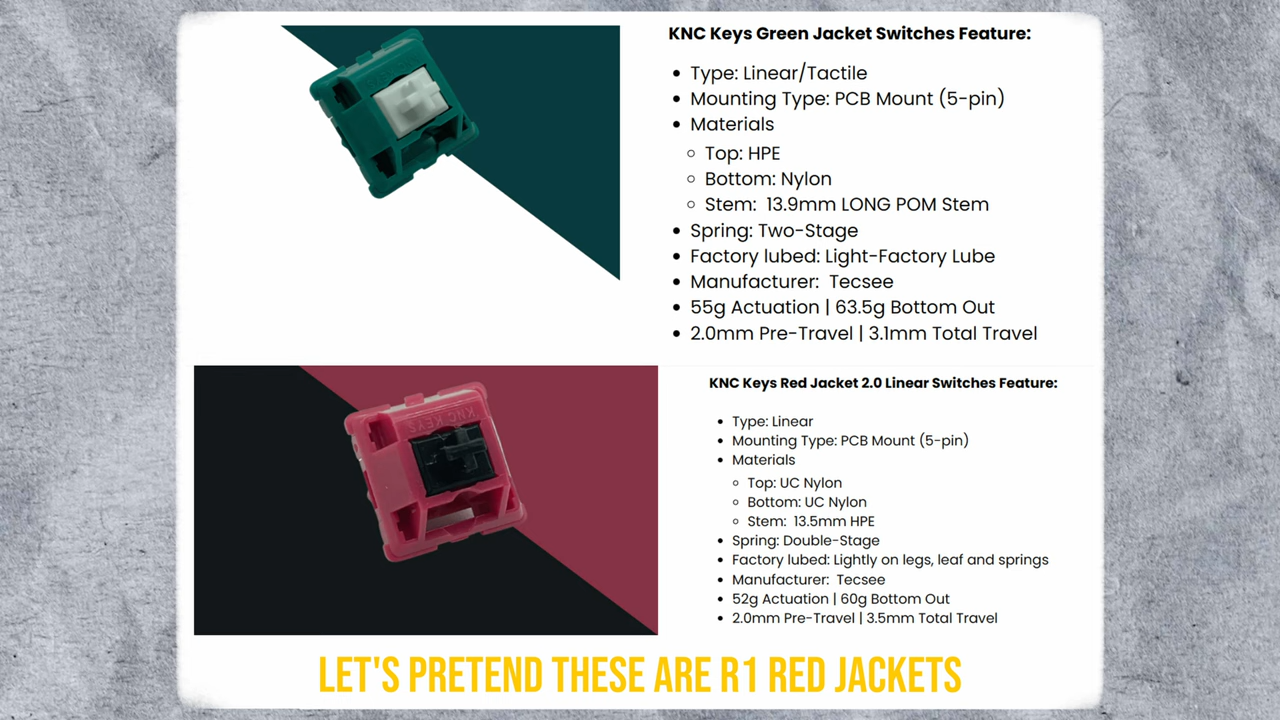 KNC Keys Green Jacket Switches Feature:
Type: Linear/Tactile
Mounting Type: PCB Mount (5-pin)
Materials
Top: HPE
Bottom: Nylon
Stem: 13.9mm LONG POM Stem
Spring: Two-Stage
Factory lubed: Light-Factory Lube
Manufacturer: Tecsee
55g Actuation | 63.5g Bottom Out
2.0mm Pre-Travel | 3.1mm Total Travel
KNC KEYS
KNC Keys Red Jacket 2.0 Linear Switches Feature:
Type: Linear
Mounting Type: PCB Mount (5-pin)
Materials
Top: UC Nylon
Bottom: UC Nylon
Stem: 13.5mm HPE
Spring: Double-Stage
Factory lubed: Lightly on legs, leaf and springs
Manufacturer: Tecsee
52g Actuation | 60g Bottom Out
2.0mm Pre-Travel | 3.5mm Total Travel
LET'S PRETEND THESE ARE R1 RED JACKETS